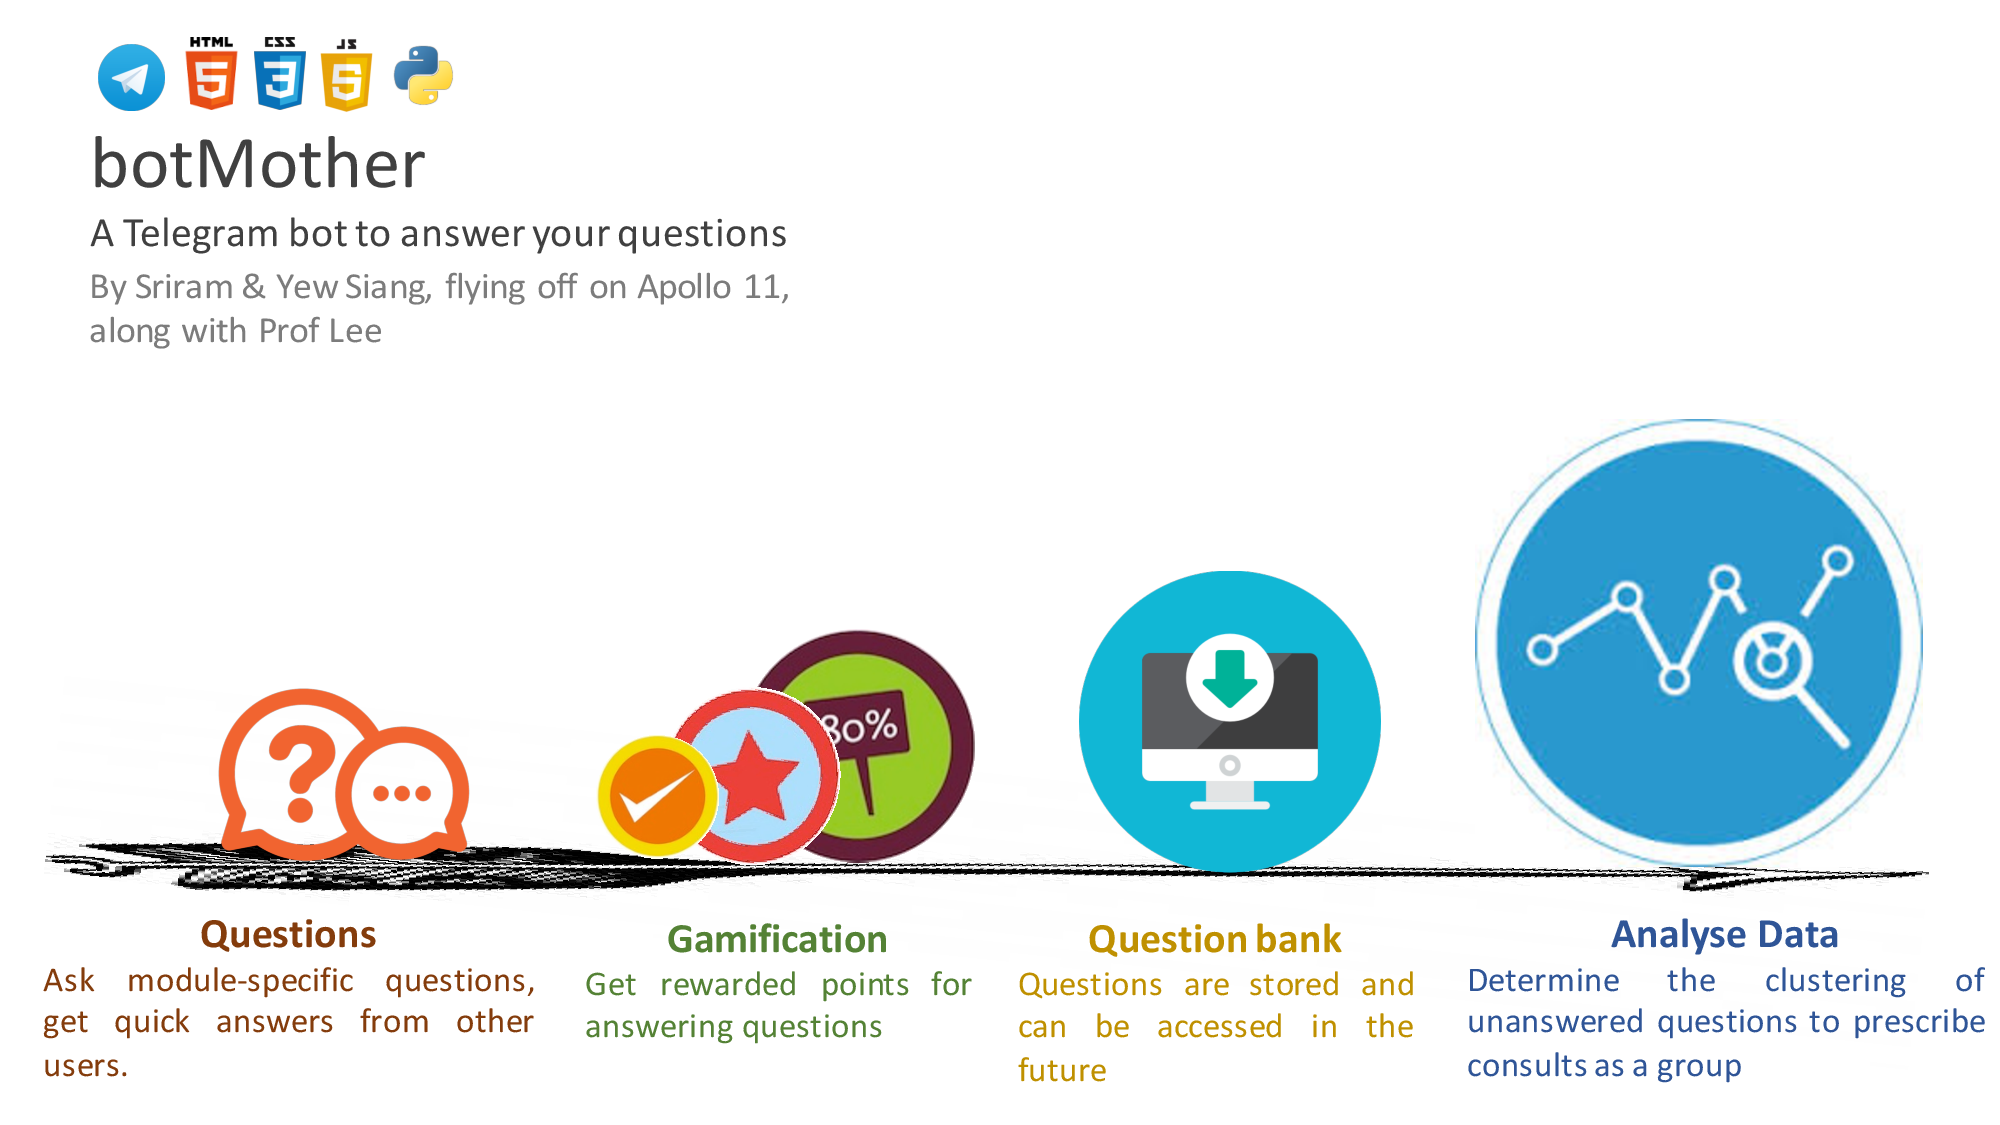 HTML CSS JS
5 3 5
botMother
A Telegram bot to answer your questions
By Sriram & Yew Siang, flying off on Apollo 11,
along with Prof Lee
?
80%
Questions
Ask module-specific questions,
get quick answers from other
users.
Gamification
Get rewarded points for
answering questions
Question bank
Questions are stored and
can be accessed in the
future
Analyse Data
Determine the clustering of
unanswered questions to prescribe
consults as a group